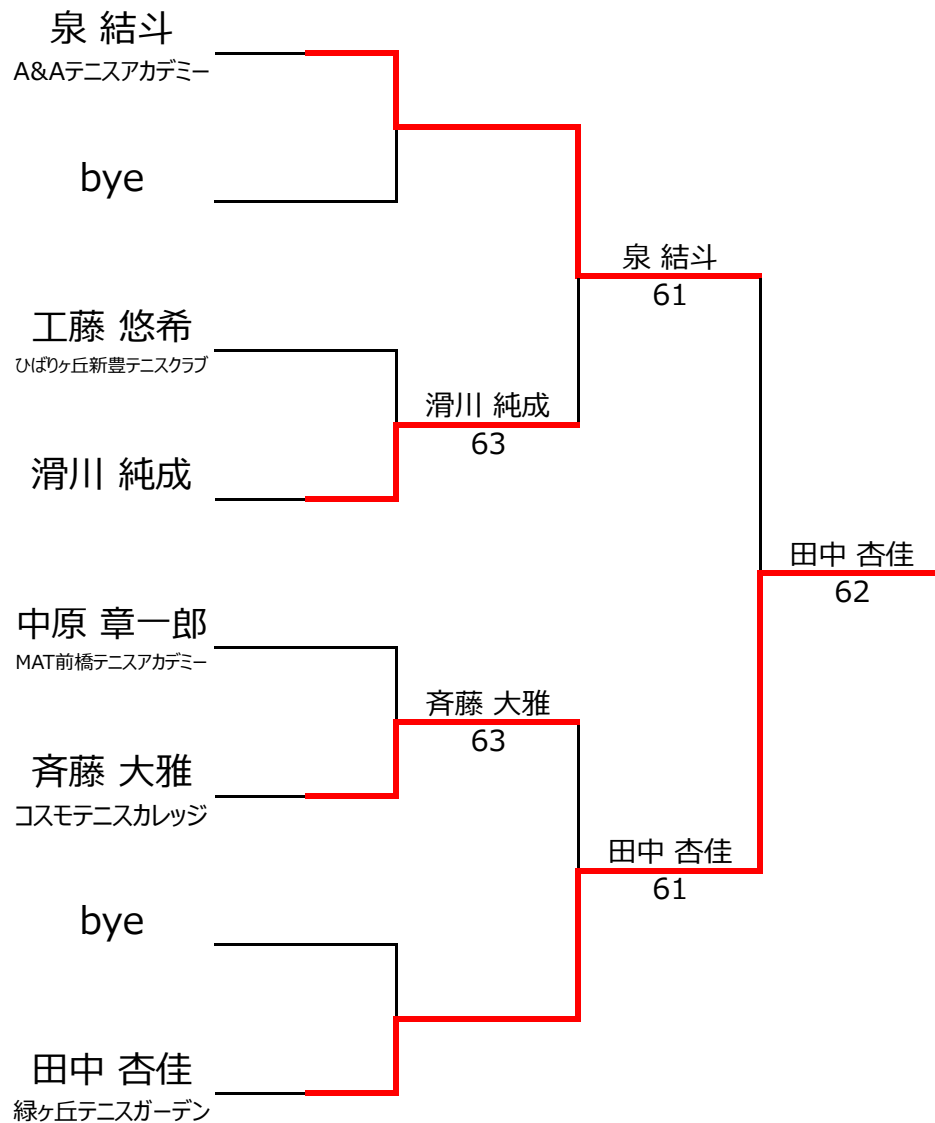 泉 結斗
A&Aテニスアカデミー
bye
工藤 悠希
ひばりヶ丘新豊テニスクラブ
滑川 純成
中原 章一郎
MAT前橋テニスアカデミー
斉藤 大雅
コスモテニスカレッジ
bye
田中 杏佳
緑ヶ丘テニスガーデン
滑川 純成
63
斉藤 大雅
63
泉 結斗
61
田中 杏佳
61
田中 杏佳
62